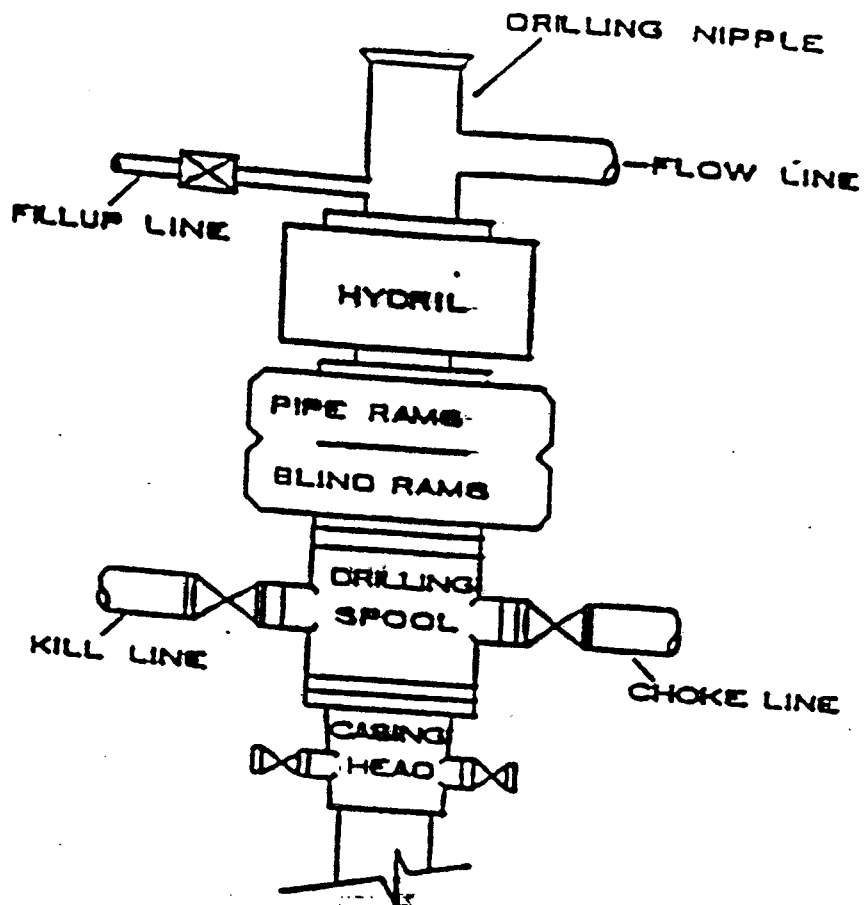 DRILLING NIPPLE
FLOW LINE
FILLUP LINE
HYDRIL
PIPE RAMS
BLIND RAMS
DRILLING
SPOOL
KILL LINE
CHOKE LINE
CASING
HEAD